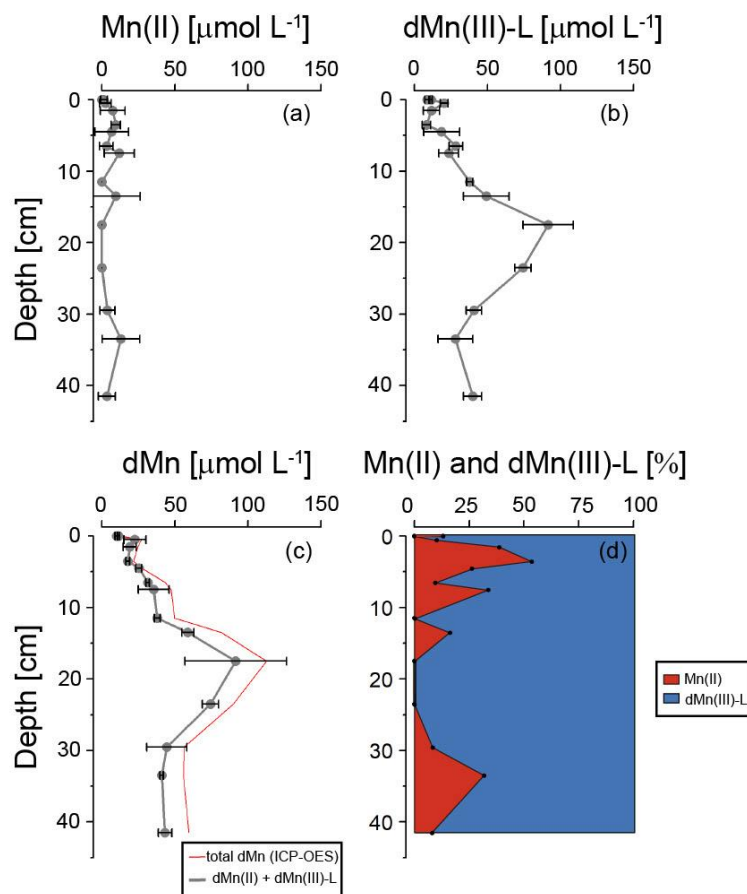 Mn(II) [μmol L-1]
0 50 100 150
(a)
Depth [cm]
0
10
20
30
40
dMn(III)-L [μmol L-1]
0 50 100 150
(b)
0
10
20
30
40
dMn [μmol L-1]
0 50 100 150
(c)
Depth [cm]
0
10
20
30
40
total dMn (ICP-OES)
dMn(II) + dMn(III)-L
Mn(II) and dMn(III)-L [%]
0 25 50 75 100
(d)
0
10
20
30
40
Mn(II)
dMn(III)-L